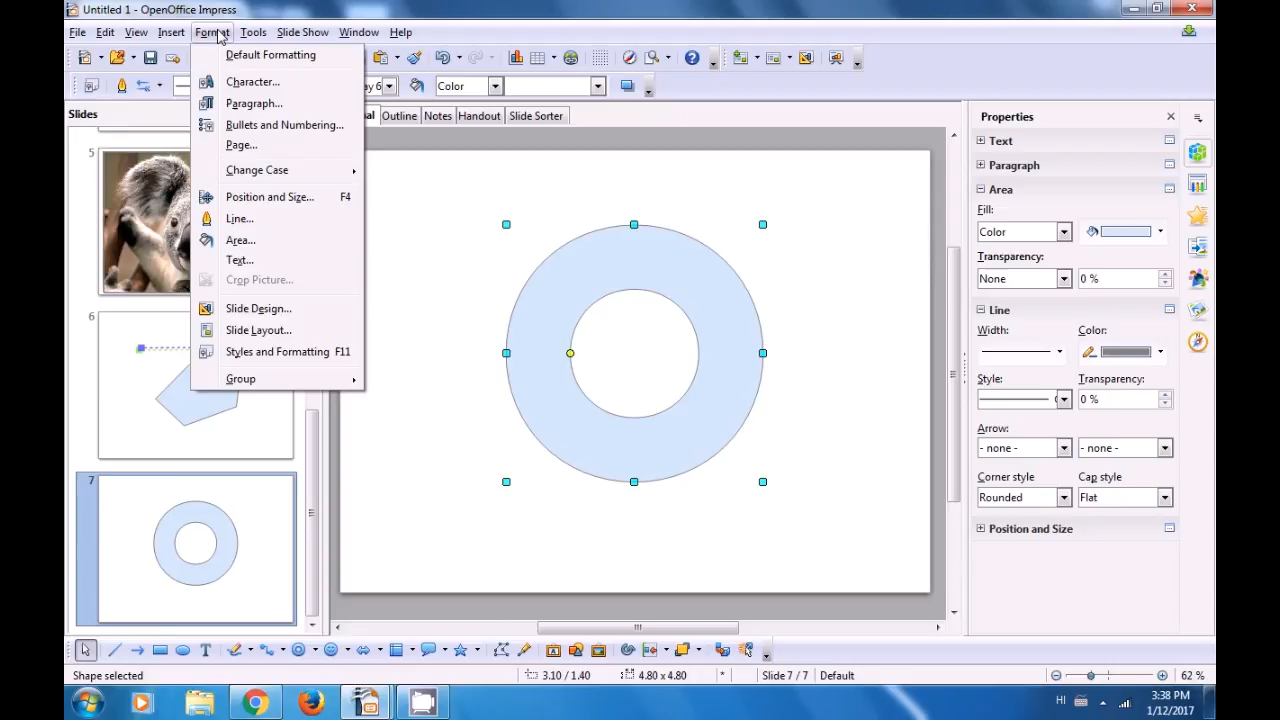 Untitled 1 - OpenOffice Impress
File Edit View Insert Format Tools Slide Show Window Help
Default Formatting
Character...
Paragraph...
Bullets and Numbering...
Page...
Change Case
Position and Size... F4
Line...
Area...
Text...
Crop Picture...
Slide Design...
Slide Layout...
Styles and Formatting F11
Group
Color
Slides
5
6
7
Outline Notes Handout Slide Sorter
Properties
Text
Paragraph
Area
Fill:
Color
Transparency:
None 0 %
Line
Width: Color:
Style: Transparency:
0 %
Arrow:
- none - - none -
Corner style Cap style
Rounded Flat
Position and Size
Shape selected 3.10 / 1.40 4.80 x 4.80 * Slide 7 / 7 Default 62 %
HI 3:38 PM
1/12/2017